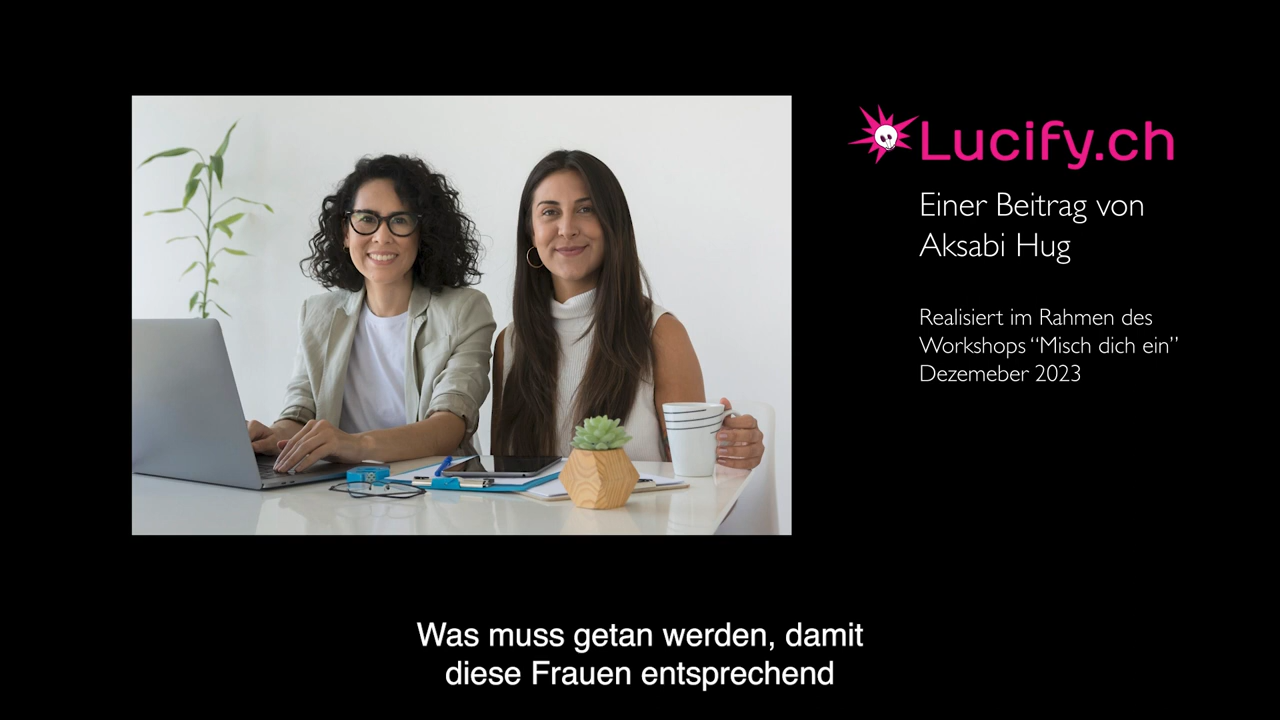 Lucify.ch
Einer Beitrag von
Aksabi Hug
Realisiert im Rahmen des
Workshops “Misch dich ein”
Dezemeber 2023
Was muss getan werden, damit
diese Frauen entsprechend